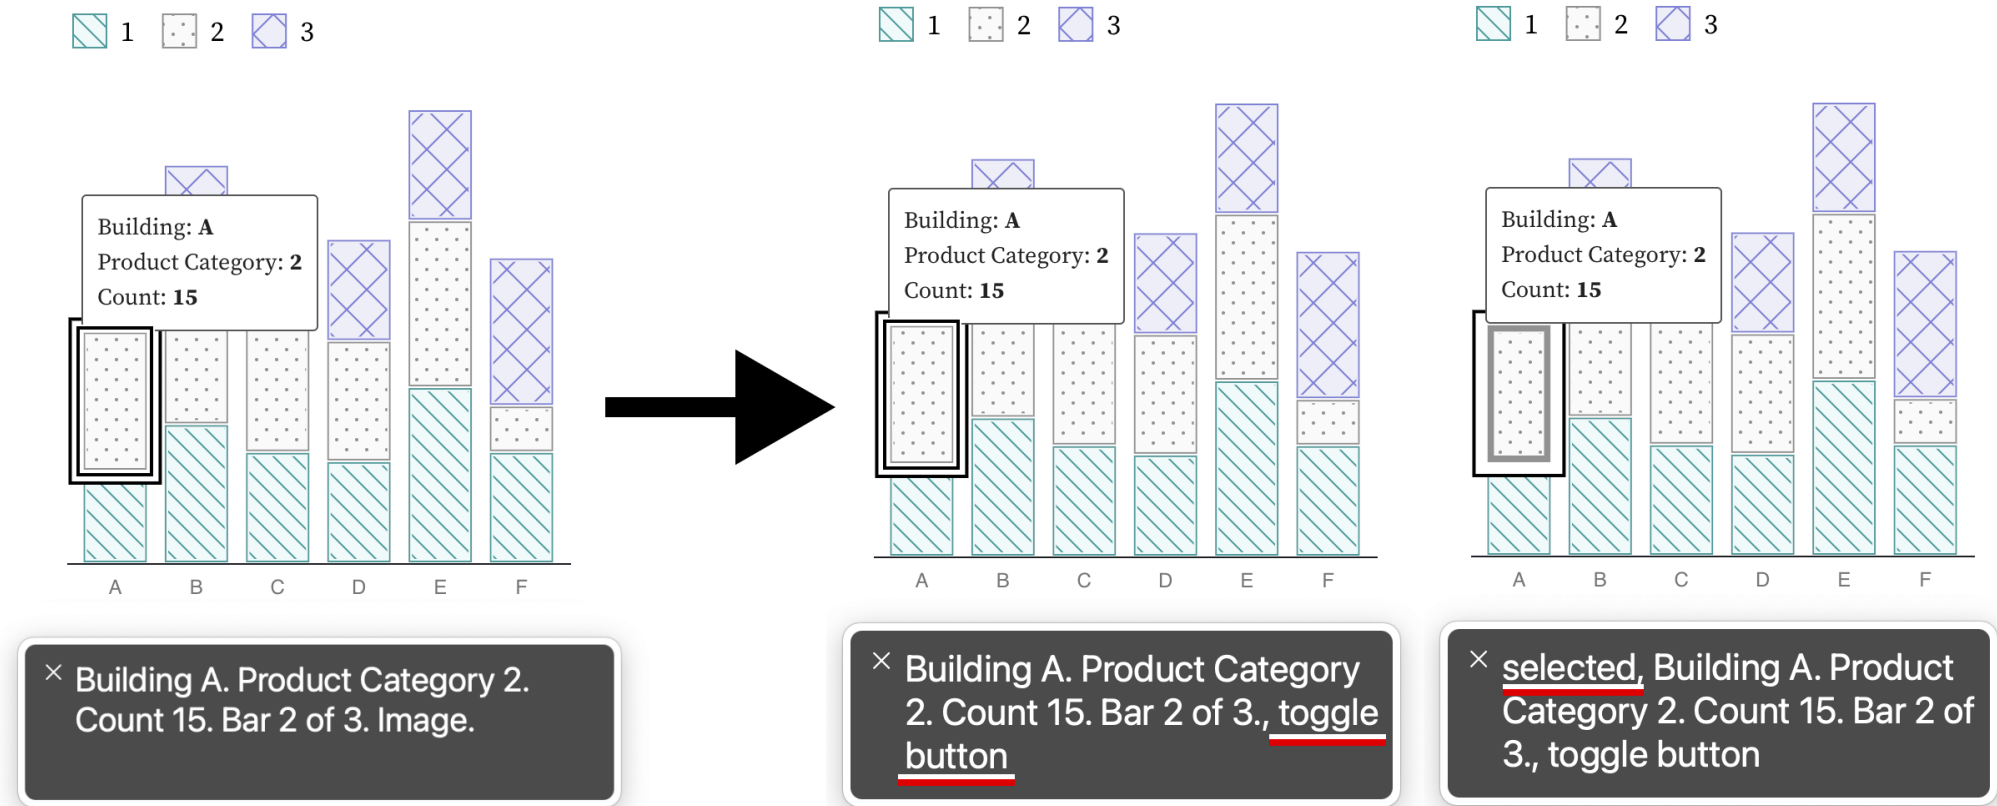 1 2 3
Building: A
Product Category: 2
Count: 15
A B C D E F
× Building A. Product Category 2.
Count 15. Bar 2 of 3. Image.
1 2 3
Building: A
Product Category: 2
Count: 15
A B C D E F
× Building A. Product Category
2. Count 15. Bar 2 of 3., toggle
button
1 2 3
Building: A
Product Category: 2
Count: 15
A B C D E F
× selected, Building A. Product
Category 2. Count 15. Bar 2 of
3., toggle button